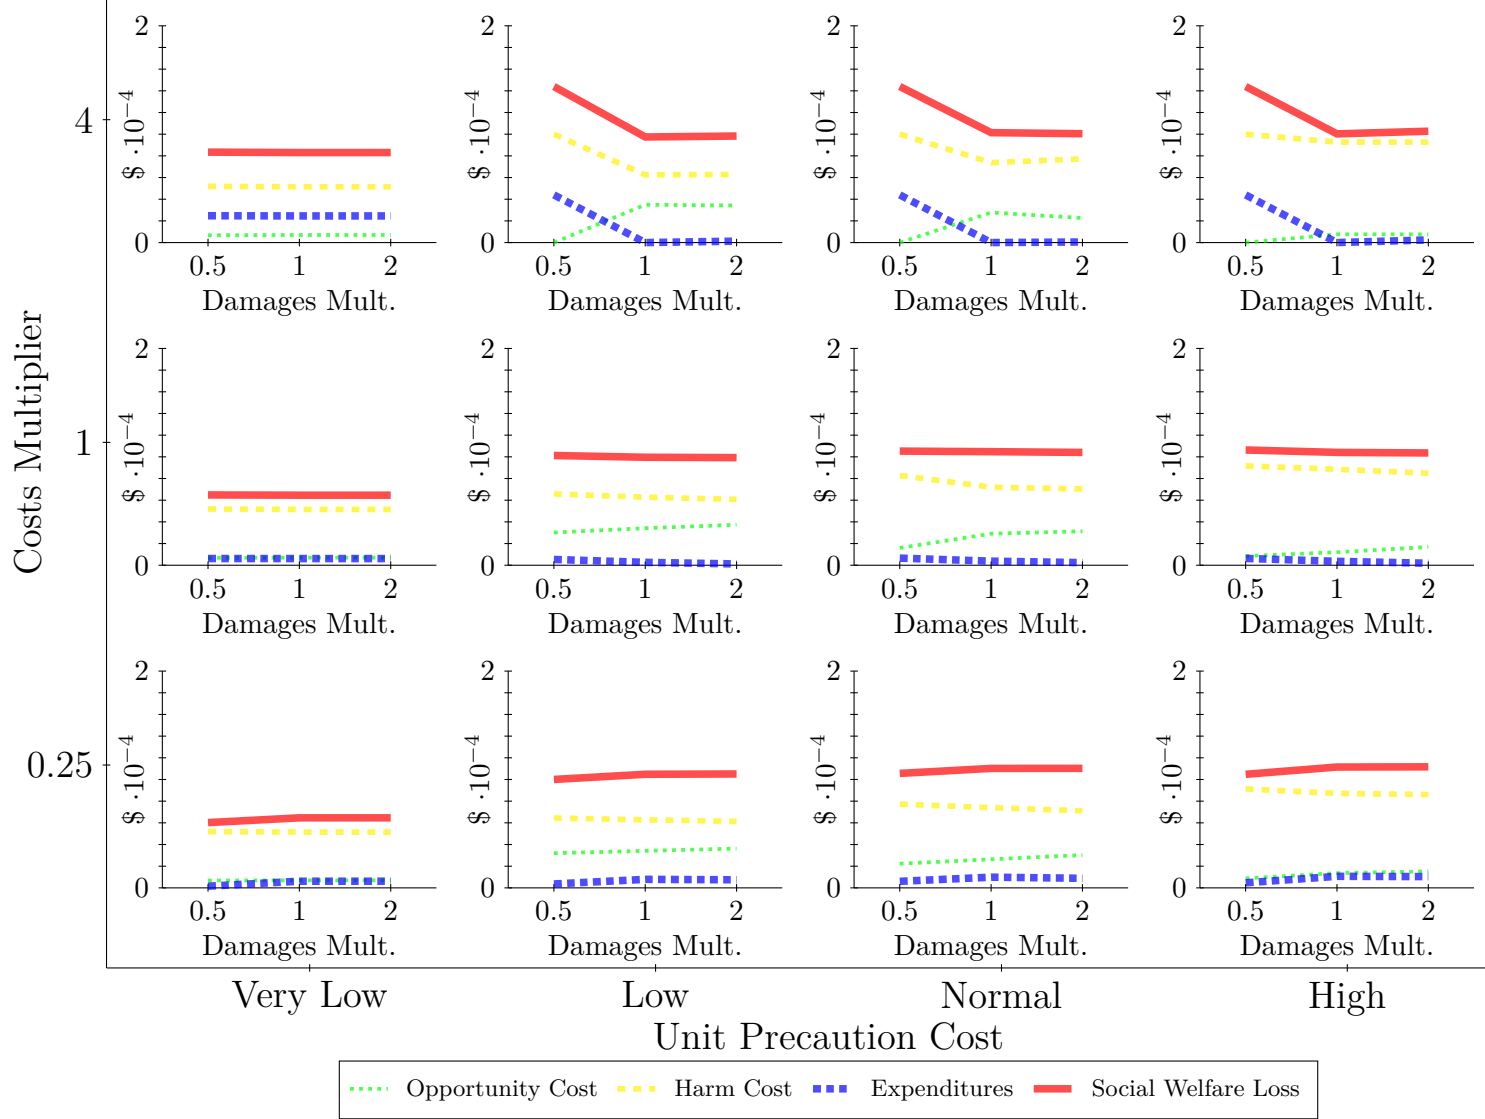 Costs Multiplier
4
2
$ ·10−4
0
0.5 1 2
Damages Mult.
2
$ ·10−4
0
0.5 1 2
Damages Mult.
2
$ ·10−4
0
0.5 1 2
Damages Mult.
2
$ ·10−4
0
0.5 1 2
Damages Mult.
1
2
$ ·10−4
0
0.5 1 2
Damages Mult.
2
$ ·10−4
0
0.5 1 2
Damages Mult.
2
$ ·10−4
0
0.5 1 2
Damages Mult.
2
$ ·10−4
0
0.5 1 2
Damages Mult.
0.25
2
$ ·10−4
0
0.5 1 2
Damages Mult.
2
$ ·10−4
0
0.5 1 2
Damages Mult.
2
$ ·10−4
0
0.5 1 2
Damages Mult.
2
$ ·10−4
0
0.5 1 2
Damages Mult.
Very Low Low Normal High
Unit Precaution Cost
Opportunity Cost Harm Cost Expenditures Social Welfare Loss